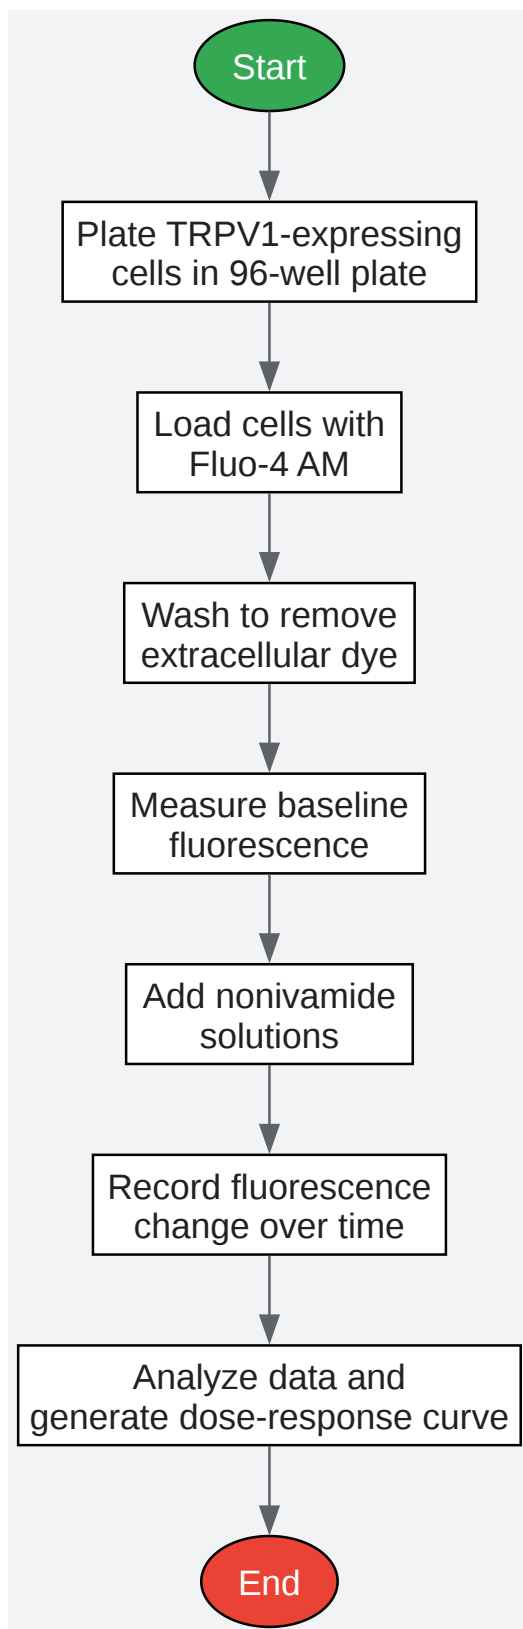 Start
Plate TRPV1-expressing
cells in 96-well plate
Load cells with
Fluo-4 AM
Wash to remove
extracellular dye
Measure baseline
fluorescence
Add nonivamide
solutions
Record fluorescence
change over time
Analyze data and
generate dose-response curve
End